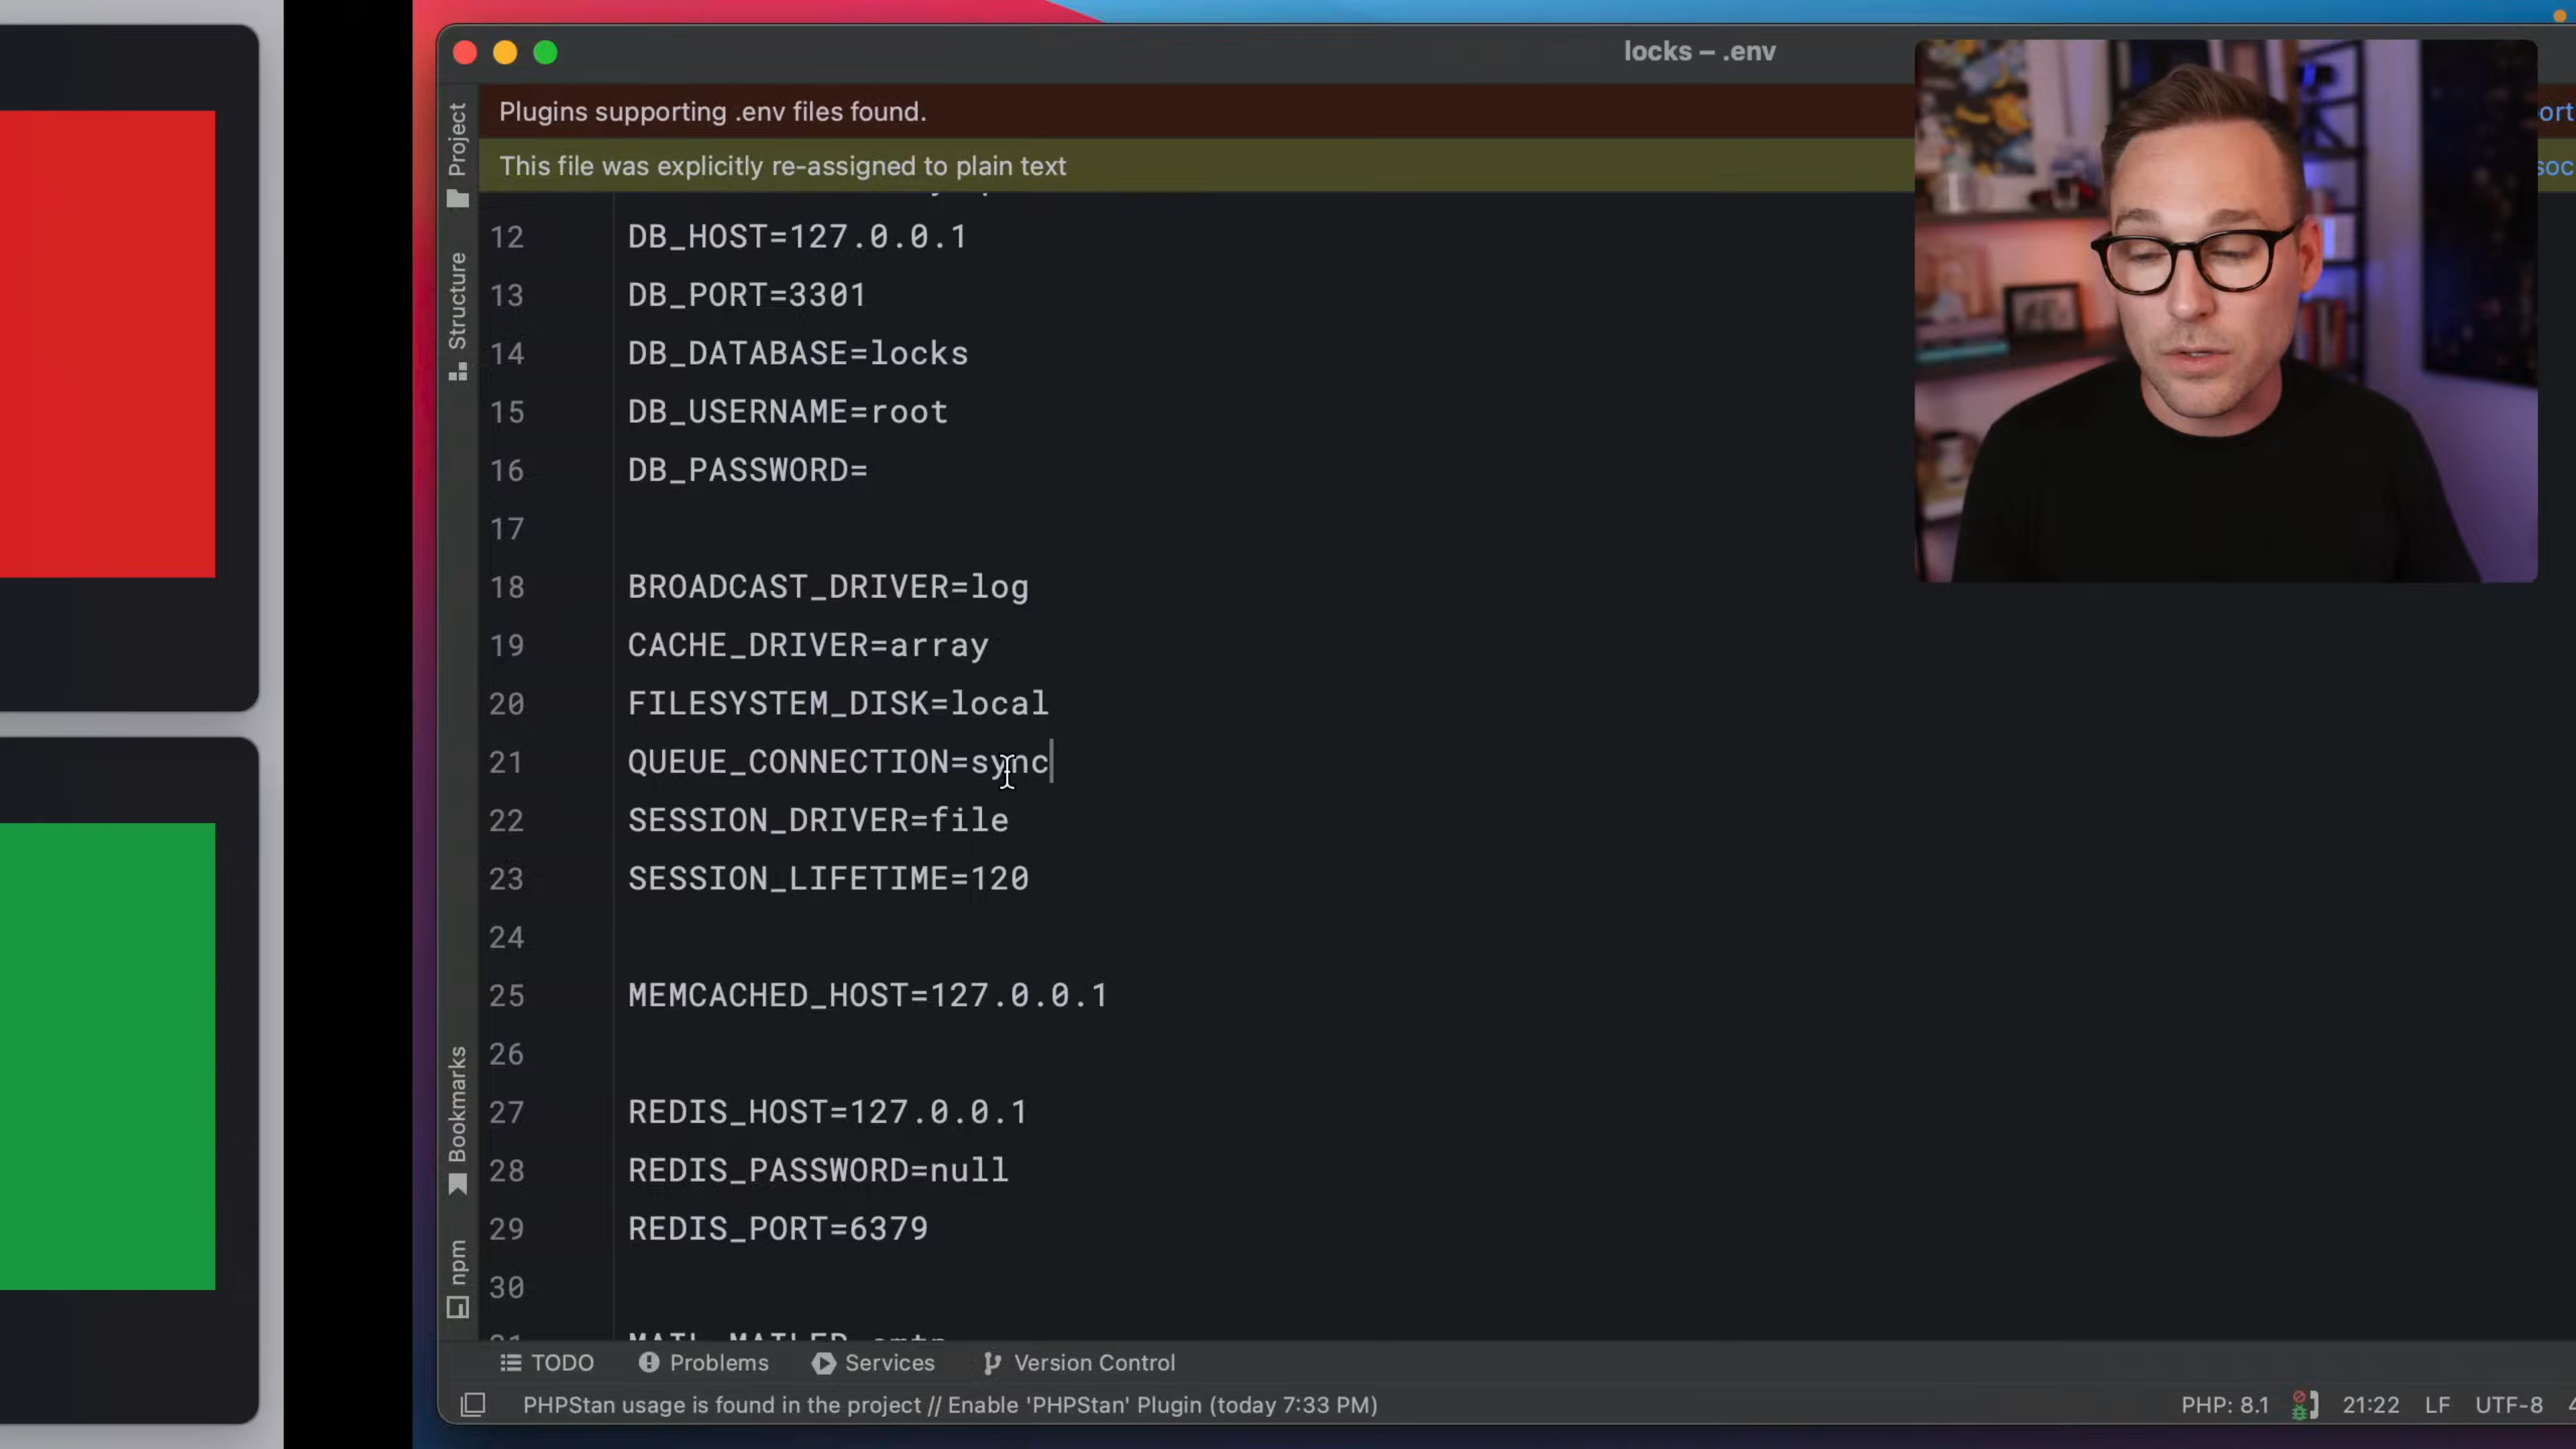 locks – .env
Plugins supporting .env files found.
ort
This file was explicitly re-assigned to plain text
soc
Project
Structure
Bookmarks
npm
12 DB_HOST=127.0.0.1
13 DB_PORT=3301
14 DB_DATABASE=locks
15 DB_USERNAME=root
16 DB_PASSWORD=
17
18 BROADCAST_DRIVER=log
19 CACHE_DRIVER=array
20 FILESYSTEM_DISK=local
21 QUEUE_CONNECTION=sync
22 SESSION_DRIVER=file
23 SESSION_LIFETIME=120
24
25 MEMCACHED_HOST=127.0.0.1
26
27 REDIS_HOST=127.0.0.1
28 REDIS_PASSWORD=null
29 REDIS_PORT=6379
30
TODO Problems Services Version Control
PHPStan usage is found in the project // Enable 'PHPStan' Plugin (today 7:33 PM) PHP: 8.1 21:22 LF UTF-8